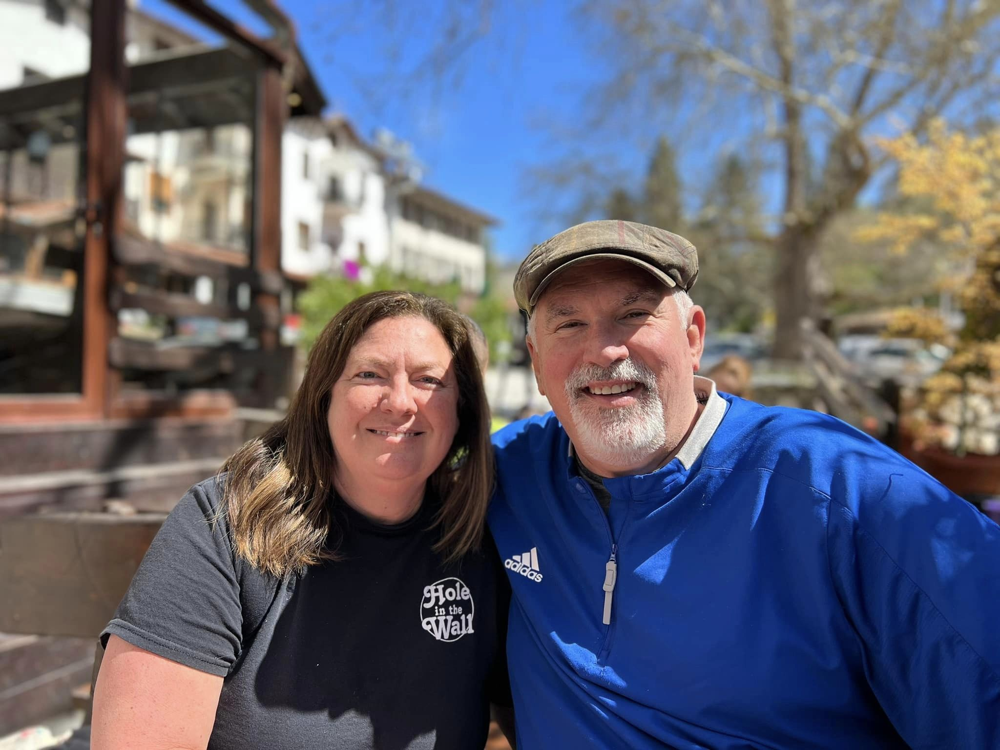 Hole
in the
Wall
adidas